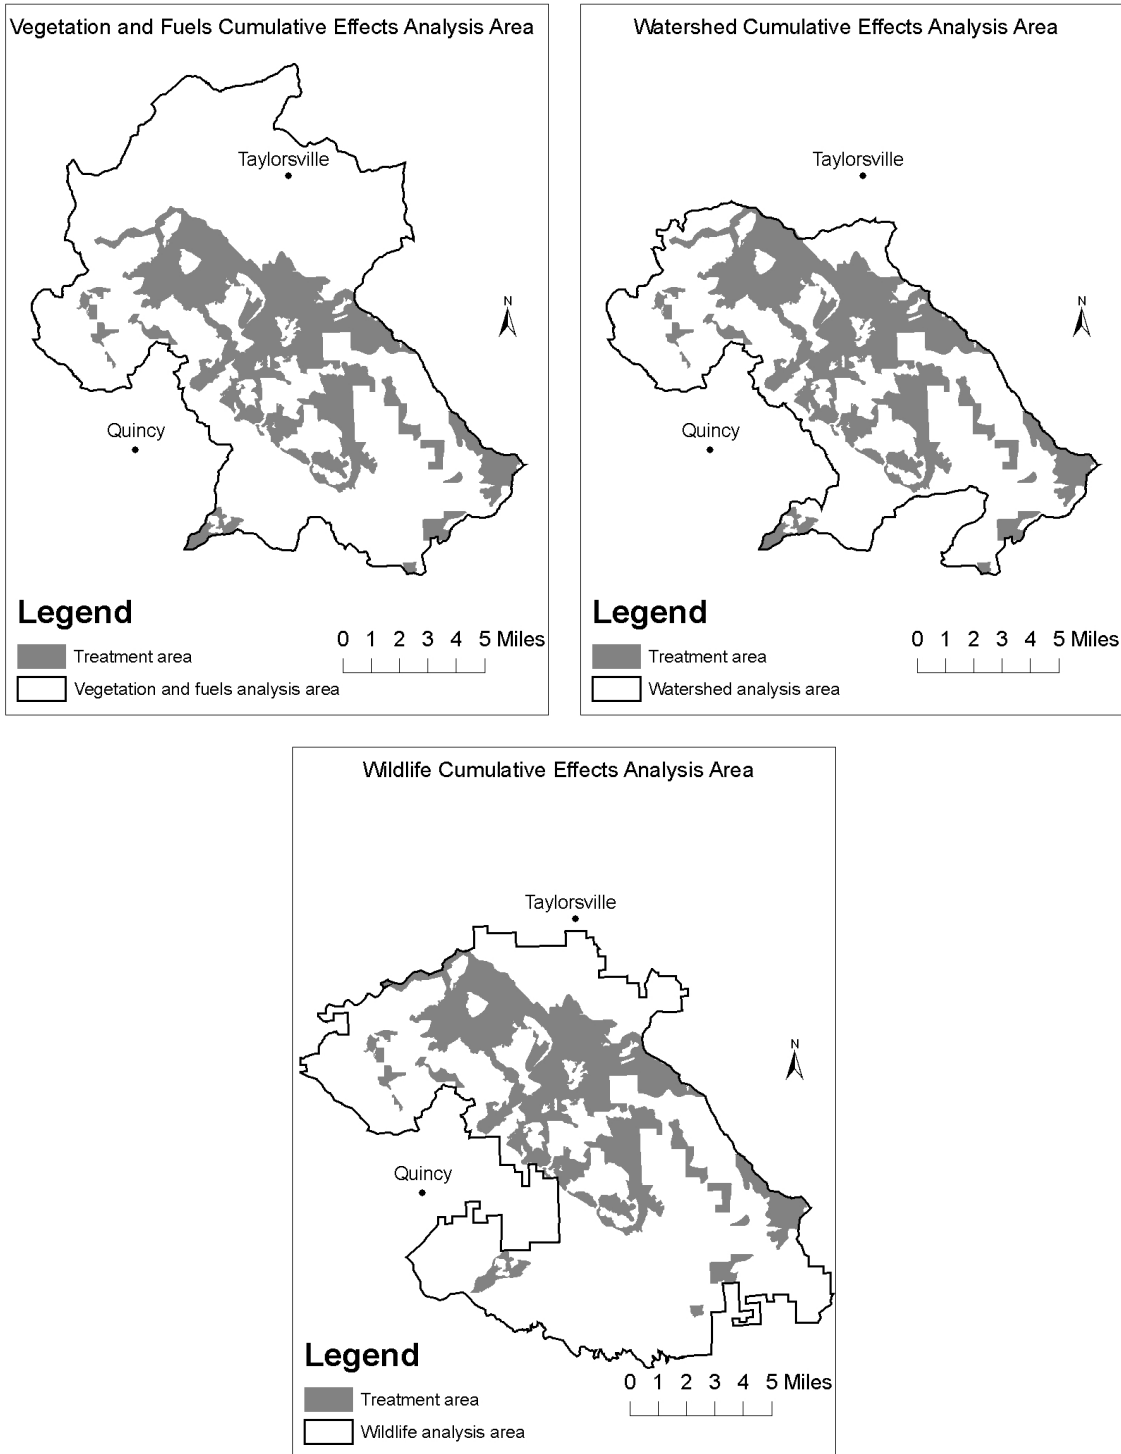 Vegetation and Fuels Cumulative Effects Analysis Area
Taylorsville
N
Quincy
Legend
Treatment area
Vegetation and fuels analysis area
0 1 2 3 4 5 Miles
Watershed Cumulative Effects Analysis Area
Taylorsville
N
Quincy
Legend
Treatment area
Watershed analysis area
0 1 2 3 4 5 Miles
Wildlife Cumulative Effects Analysis Area
Taylorsville
N
Quincy
Legend
Treatment area
Wildlife analysis area
0 1 2 3 4 5 Miles